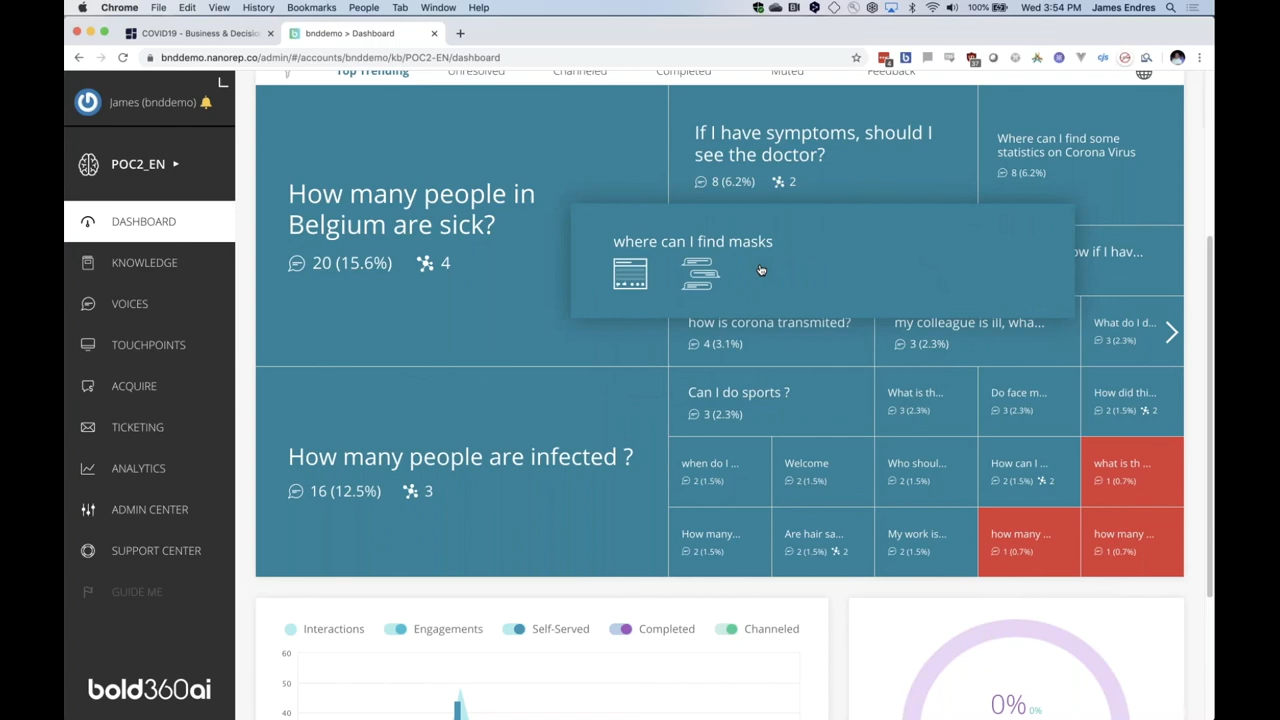 Chrome File Edit View History Bookmarks People Tab Window Help
100% Wed 3:54 PM James Endres
COVID19 - Business & Decisio
bnddemo > Dashboard
bnddemo.nanorep.co/admin/#/accounts/bnddemo/kb/POC2-EN/dashboard
James (bnddemo)
POC2_EN
DASHBOARD
KNOWLEDGE
VOICES
TOUCHPOINTS
ACQUIRE
TICKETING
ANALYTICS
ADMIN CENTER
SUPPORT CENTER
GUIDE ME
bold360ai
Top Trending Unresolved Channeled Completed Muted Feedback
How many people in
Belgium are sick?
20 (15.6%) 4
If I have symptoms, should I
see the doctor?
8 (6.2%) 2
Where can I find some
statistics on Corona Virus
8 (6.2%)
where can I find masks
ow if I hav...
how is corona transmited?
4 (3.1%)
my colleague is ill, wha...
3 (2.3%)
What do I d...
3 (2.3%)
How many people are infected ?
16 (12.5%) 3
Can I do sports ?
3 (2.3%)
What is th...
3 (2.3%)
Do face m...
3 (2.3%)
How did thi...
2 (1.5%) 2
when do I ...
2 (1.5%)
Welcome
2 (1.5%)
Who shoul...
2 (1.5%)
How can I ...
2 (1.5%) 2
what is th ...
1 (0.7%)
How many...
2 (1.5%)
Are hair sa...
2 (1.5%) 2
My work is...
2 (1.5%)
how many ...
1 (0.7%)
how many ...
1 (0.7%)
Interactions Engagements Self-Served Completed Channeled
60
50
40
0% 0%